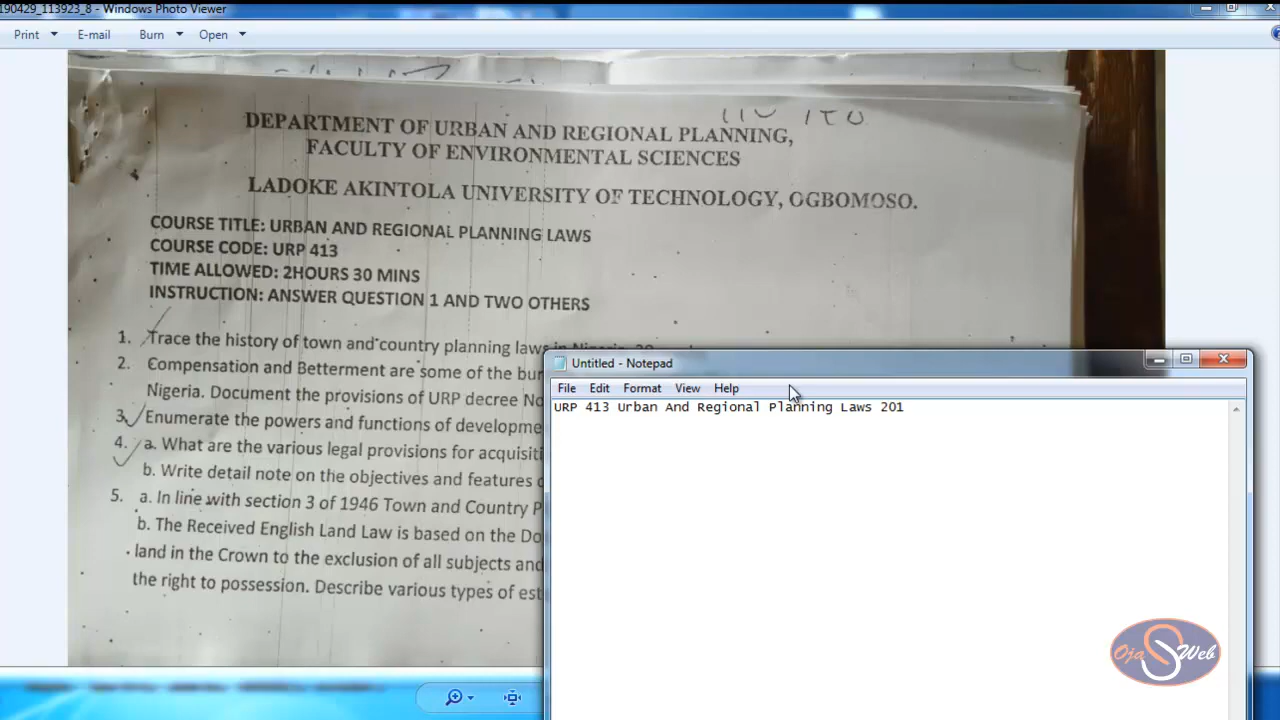 190429_113923_8 - Windows Photo Viewer
Print E-mail Burn Open
DEPARTMENT OF URBAN AND REGIONAL PLANNING,
FACULTY OF ENVIRONMENTAL SCIENCES
LADOKE AKINTOLA UNIVERSITY OF TECHNOLOGY, OGBOMOSO.
COURSE TITLE: URBAN AND REGIONAL PLANNING LAWS
COURSE CODE: URP 413
TIME ALLOWED: 2HOURS 30 MINS
INSTRUCTION: ANSWER QUESTION 1 AND TWO OTHERS
1. Trace the history of town and country planning laws in
2. Compensation and Betterment are some of the
Nigeria. Document the provisions of URP decree No
3. Enumerate the powers and functions of
4. a. What are the various legal provisions for
b. Write detail note on the objectives and features
5. a. In line with section 3 of 1946 Town and Country
b. The Received English Land Law is based on the
land in the Crown to the exclusion of all subjects and
the right to possession. Describe various types of
Untitled - Notepad
File Edit Format View Help
URP 413 Urban And Regional Planning Laws 201
Oja Web